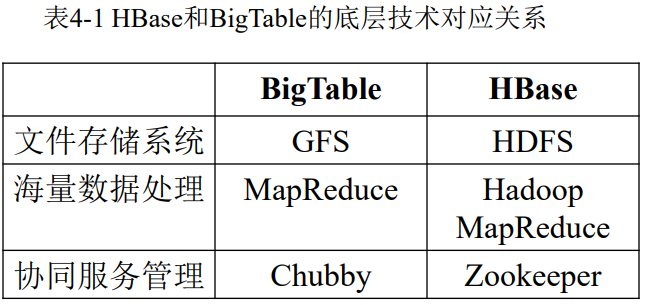 表4-1 HBase和BigTable的底层技术对应关系
BigTable HBase
文件存储系统 GFS HDFS
海量数据处理 MapReduce Hadoop
MapReduce
协同服务管理 Chubby Zookeeper